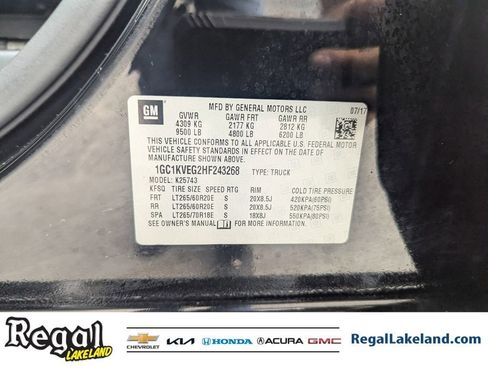 GM
MFD BY GENERAL MOTORS LLC 07/17
GVWR GAWR FRT GAWR RR
4309 KG 2177 KG 2812 KG
9500 LB 4800 LB 6200 LB
THIS VEHICLE CONFORMS TO ALL APPLICABLE U.S. FEDERAL MOTOR
VEHICLE SAFETY STANDARDS IN EFFECT ON THE DATE OF
MANUFACTURE SHOWN ABOVE.
1GC1KVEG2HF243268 TYPE: TRUCK
MODEL: K25743
KFSQ TIRE SIZE SPEED RTG RIM COLD TIRE PRESSURE
FRT LT265/60R20E S 20X8.5J 420KPA(60PSI)
RR LT265/60R20E S 20X8.5J 520KPA(75PSI)
SPA LT265/70R18E S 18X8J 550KPA(80PSI)
SEE OWNER'S MANUAL FOR MORE INFORMATION.
Regal
LAKELAND
CHEVROLET KIA HONDA ACURA GMC
RegalLakeland.com